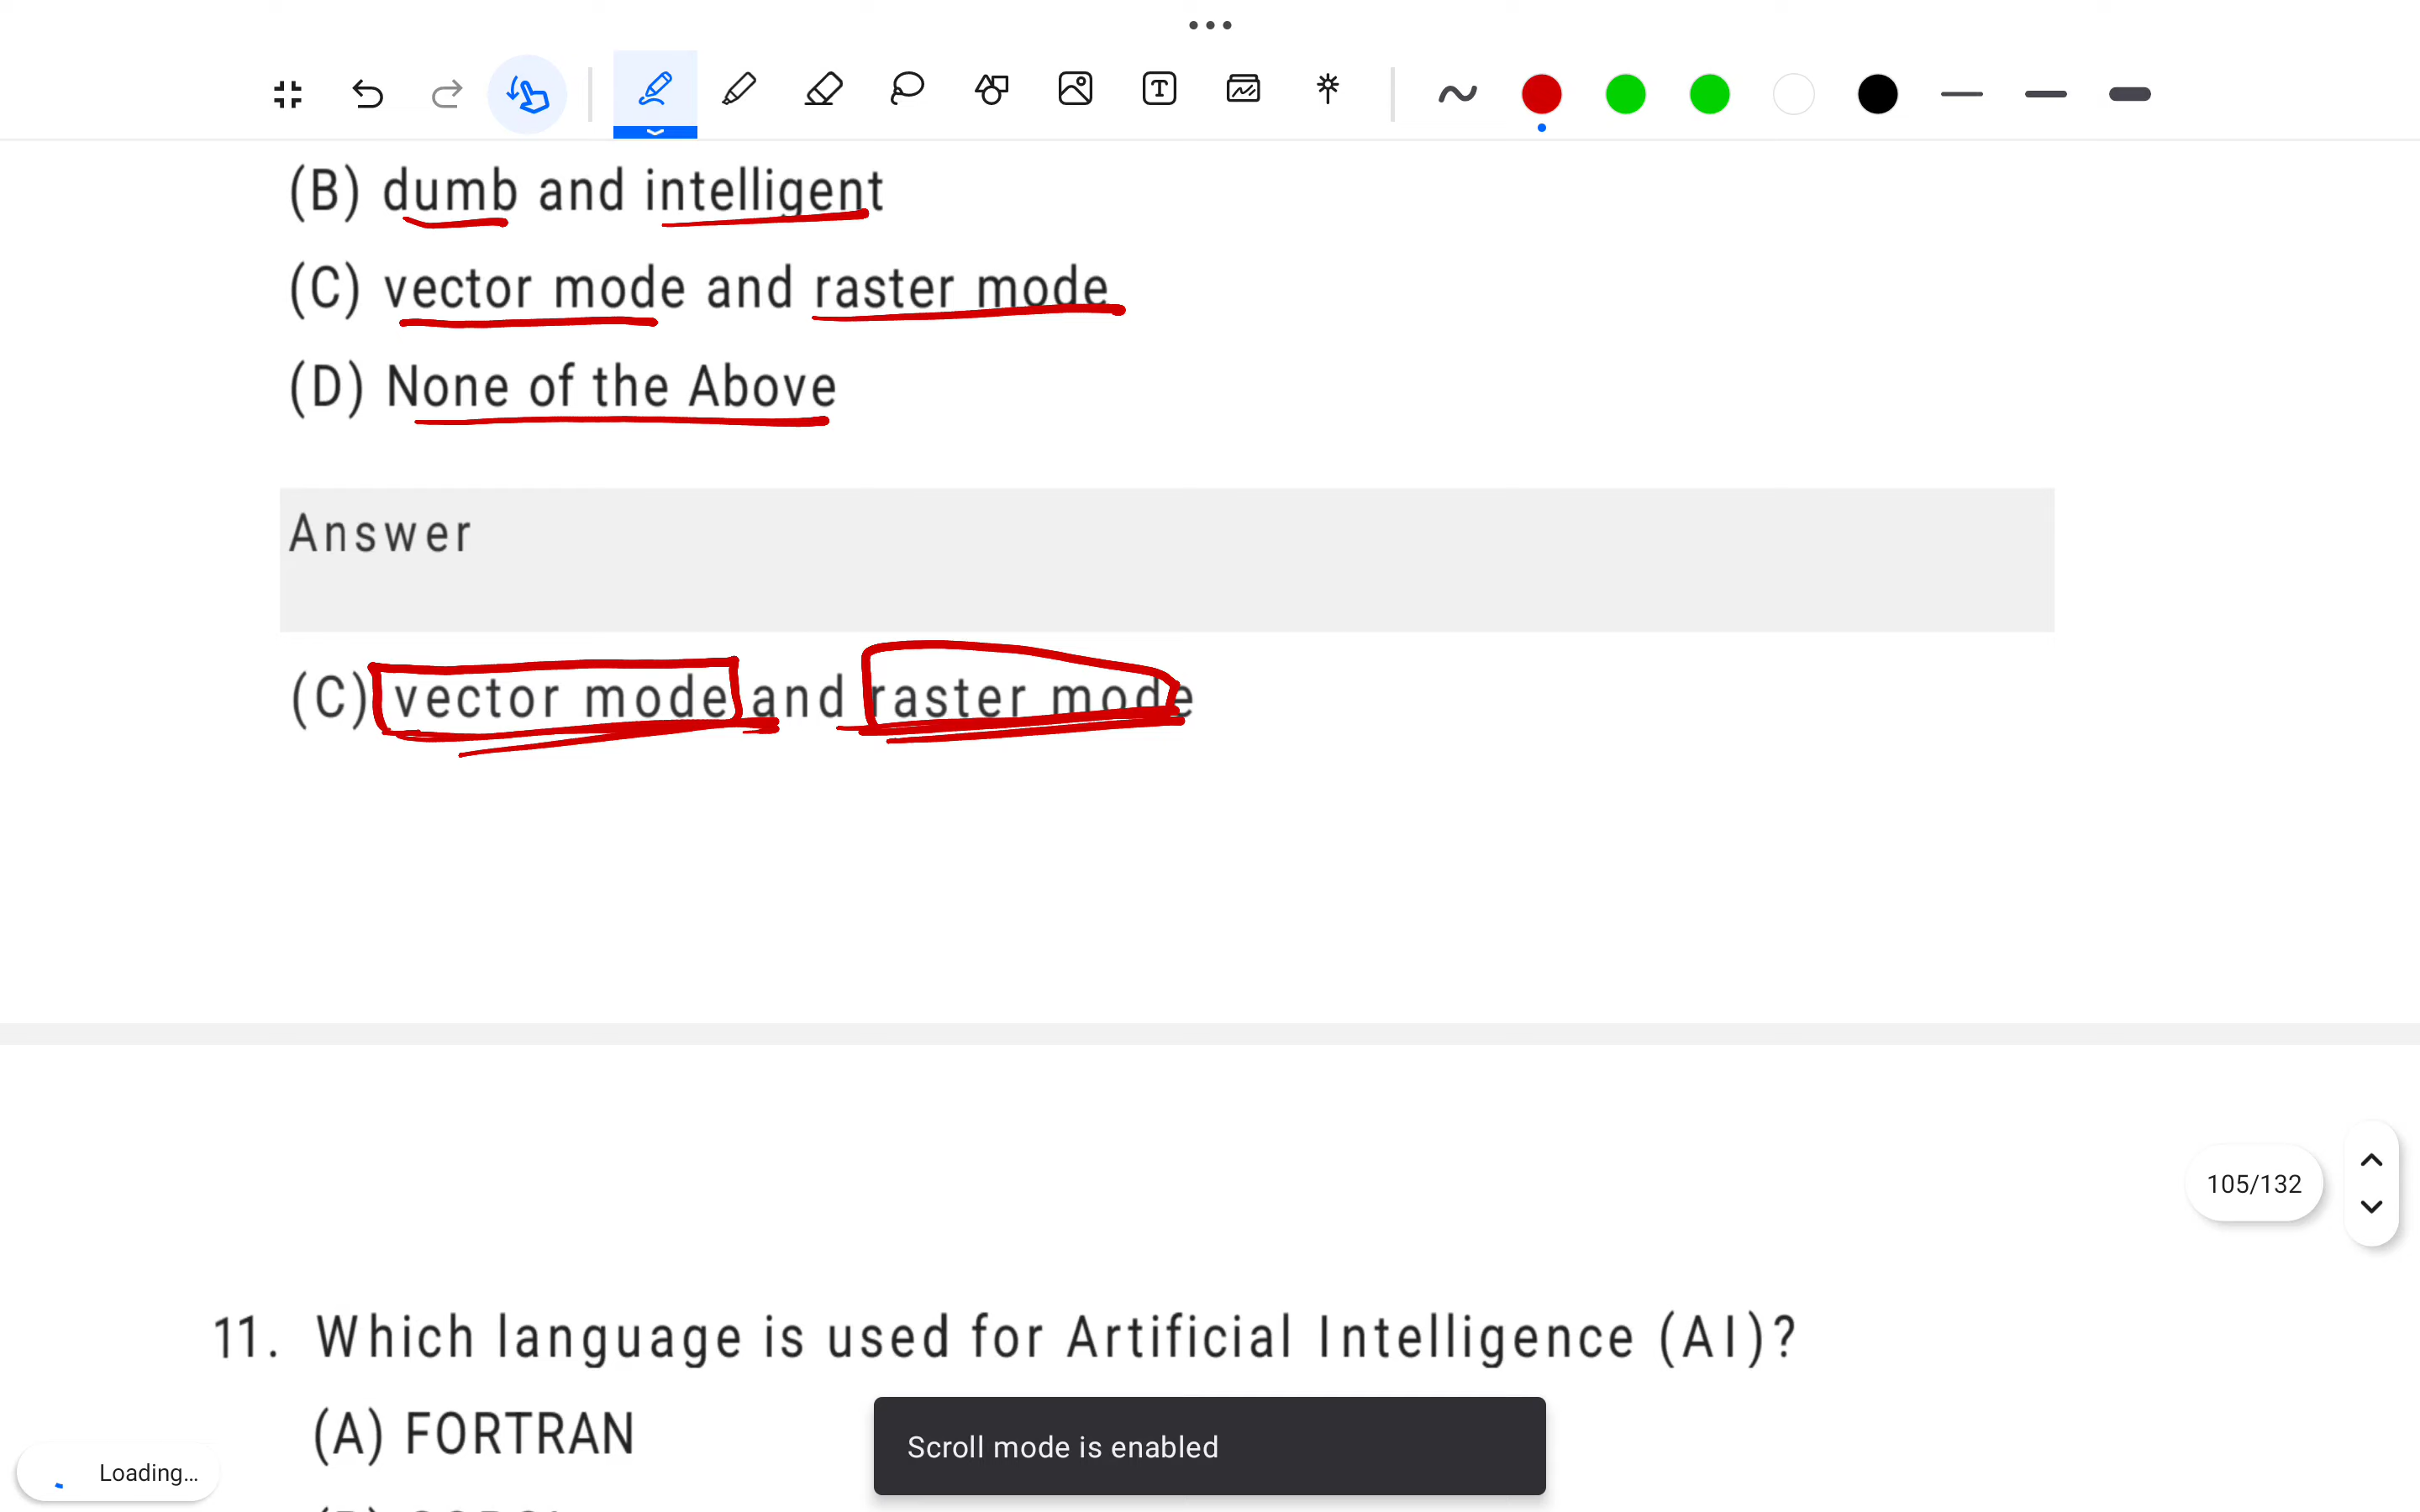 (B) dumb and intelligent
(C) vector mode and raster mode
(D) None of the Above
Answer
(C) vector mode and raster mode
105/132
11. Which language is used for Artificial Intelligence (AI)?
(A) FORTRAN
Scroll mode is enabled
Loading...